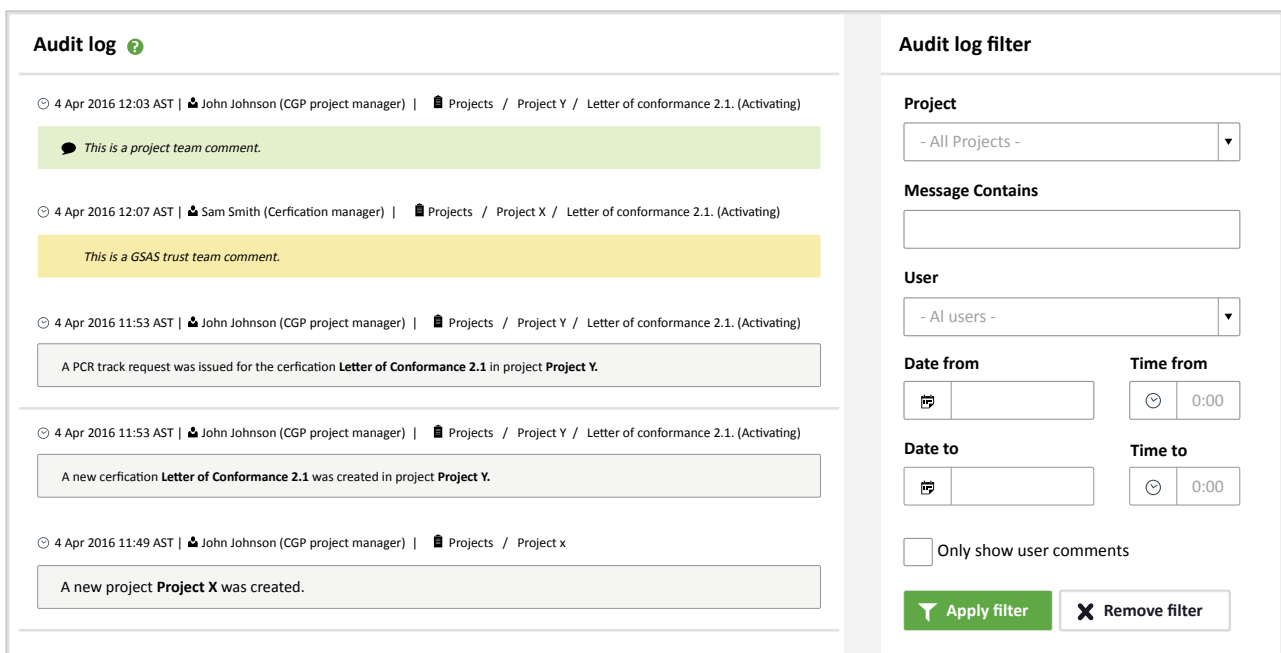 Audit log ?
4 Apr 2016 12:03 AST | John Johnson (CGP project manager) | Projects / Project Y / Letter of conformance 2.1. (Activating)
This is a project team comment.
4 Apr 2016 12:07 AST | Sam Smith (Cerfication manager) | Projects / Project X / Letter of conformance 2.1. (Activating)
This is a GSAS trust team comment.
4 Apr 2016 11:53 AST | John Johnson (CGP project manager) | Projects / Project Y / Letter of conformance 2.1. (Activating)
A PCR track request was issued for the cerfication Letter of Conformance 2.1 in project Project Y.
4 Apr 2016 11:53 AST | John Johnson (CGP project manager) | Projects / Project Y / Letter of conformance 2.1. (Activating)
A new cerfication Letter of Conformance 2.1 was created in project Project Y.
4 Apr 2016 11:49 AST | John Johnson (CGP project manager) | Projects / Project x
A new project Project X was created.
Audit log filter
Project
- All Projects -
Message Contains
User
- Al users -
Date from Time from
0:00
Date to Time to
0:00
Only show user comments
Apply filter Remove filter